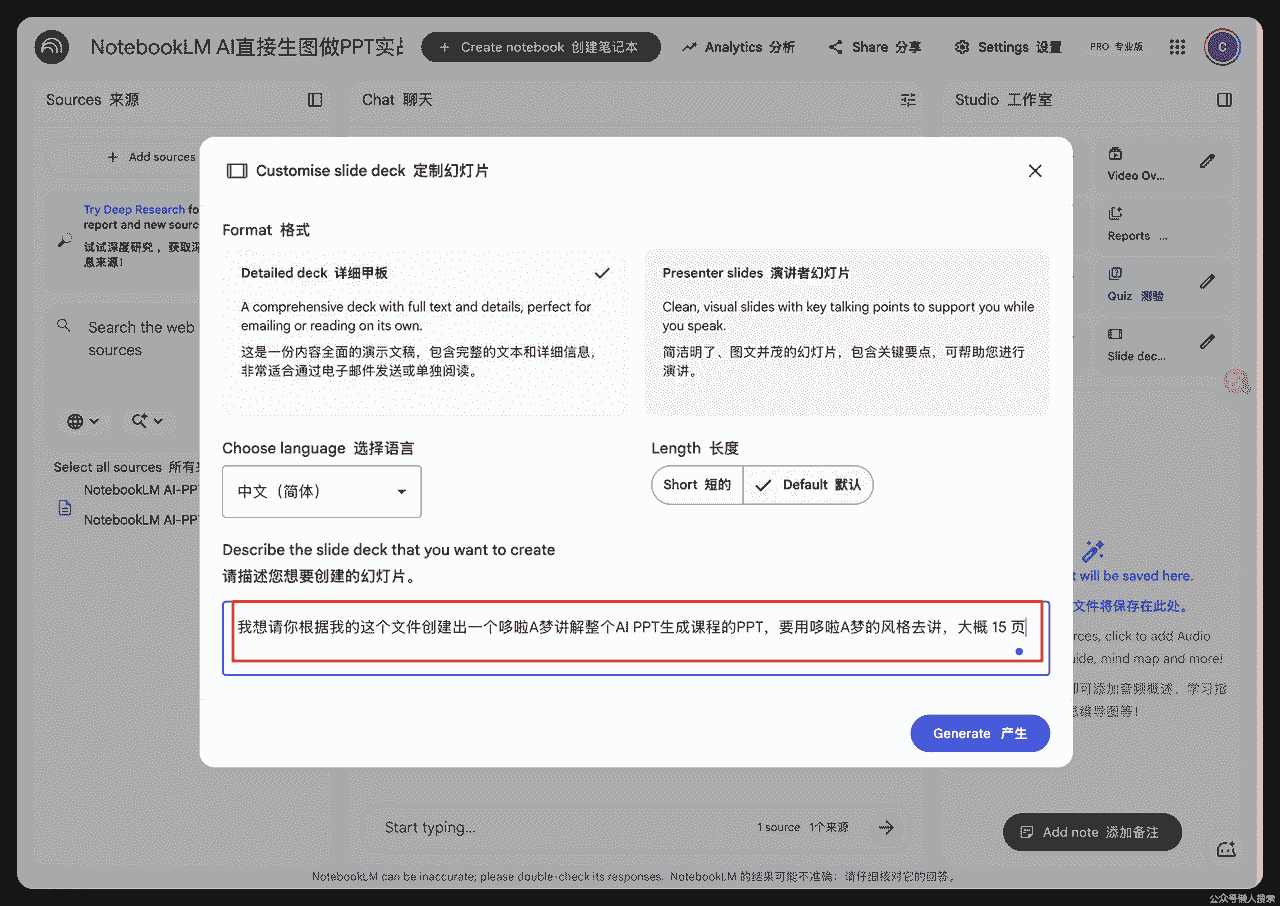 NotebookLM AI直接生图做PPT实战
+ Create notebook 创建笔记本
Analytics 分析
Share 分享
Settings 设置
PRO 专业版
C
Sources 来源
Chat 聊天
Studio 工作室
+ Add sources
Try Deep Research fo
report and new sourc
试试深度研究，获取深
息来源！
Search the web
sources
Select all sources 所有
NotebookLM AI-PP
NotebookLM AI-PP
Customise slide deck 定制幻灯片
Format 格式
Detailed deck 详细甲板
A comprehensive deck with full text and details, perfect for
emailing or reading on its own.
这是一份内容全面的演示文稿，包含完整的文本和详细信息，
非常适合通过电子邮件发送或单独阅读。
Presenter slides 演讲者幻灯片
Clean, visual slides with key talking points to support you while
you speak.
简洁明了、图文并茂的幻灯片，包含关键要点，可帮助您进行
演讲。
Choose language 选择语言
中文（简体）
Length 长度
Short 短的
Default 默认
Describe the slide deck that you want to create
请描述您想要创建的幻灯片。
我想请你根据我的这个文件创建出一个哆啦A梦讲解整个AI PPT生成课程的PPT，要用哆啦A梦的风格去讲，大概 15 页
Generate 产生
Video Ov...
Reports ...
Quiz 测验
Slide dec...
t will be saved here.
文件将保存在此处。
rces, click to add Audio
uide, mind map and more!
即可添加音频概述、学习指
思维导图等！
Start typing...
1 source 1个来源
Add note 添加备注
NotebookLM can be inaccurate; please double-check its responses. NotebookLM 的结果可能不准确；请仔细核对它的回答。
公众号懒人搜索